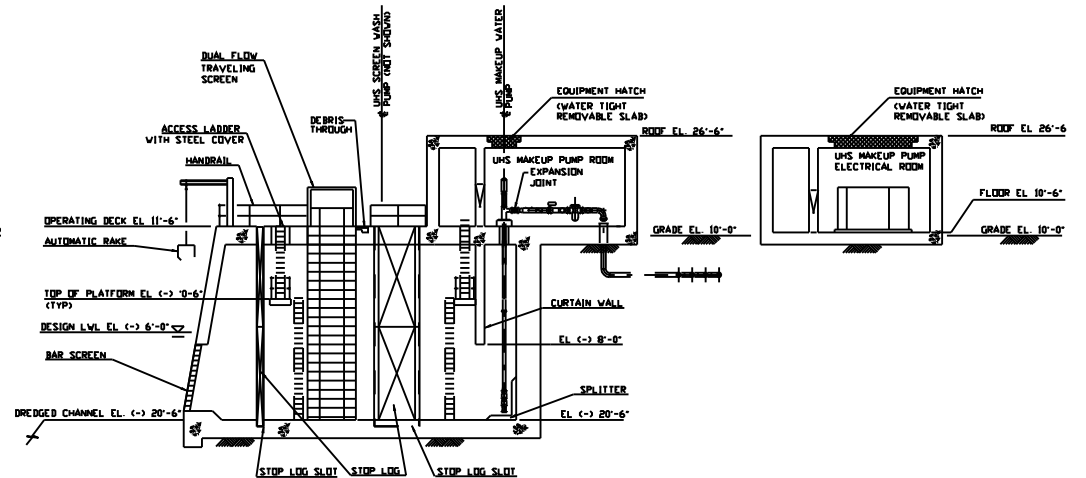 UHS SCREEN WASH
PUMP (NOT SHOWN)
UHS MAKEUP WATER
PUMP
DUAL FLOW
TRAVELING
SCREEN
EQUIPMENT HATCH
(WATER TIGHT
REMOVABLE SLAB)
EQUIPMENT HATCH
(WATER TIGHT
REMOVABLE SLAB)
DEBRIS
THROUGH
ACCESS LADDER
WITH STEEL COVER
ROOF EL. 26'-6"
ROOF EL 26'-6
HANDRAIL
UHS MAKEUP PUMP ROOM
EXPANSION
JOINT
UHS MAKEUP PUMP
ELECTRICAL ROOM
FLOOR EL 10'-6"
OPERATING DECK EL 11'-6"
GRADE EL. 10'-0"
GRADE EL. 10'-0"
AUTOMATIC RAKE
TOP OF PLATFORM EL (-) '0-6"
(TYP)
CURTAIN WALL
DESIGN LWL EL (-) 6'-0"
EL (-) 8'-0"
BAR SCREEN
SPLITTER
DREDGED CHANNEL EL. (-) 20'-6"
EL (-) 20'-6"
STOP LOG SLOT
STOP LOG
STOP LOG SLOT